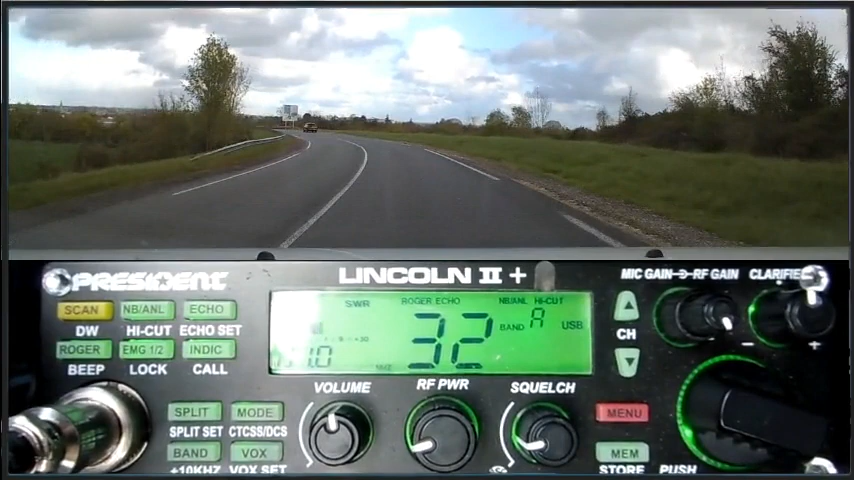 PRESIDENT LINCOLN II + MIC GAIN RF GAIN CLARIFIER
SCAN NB/ANL ECHO
DW HI-CUT ECHO SET
ROGER EMG 1/2 INDIC
BEEP LOCK CALL
SWR ROGER ECHO NB/ANL HI-CUT
32 BAND A USB
CH
- +
VOLUME RF PWR SQUELCH
SPLIT MODE
SPLIT SET CTCSS/DCS
BAND VOX
+10KHZ VOX SET
MENU
MEM
STORE PUSH